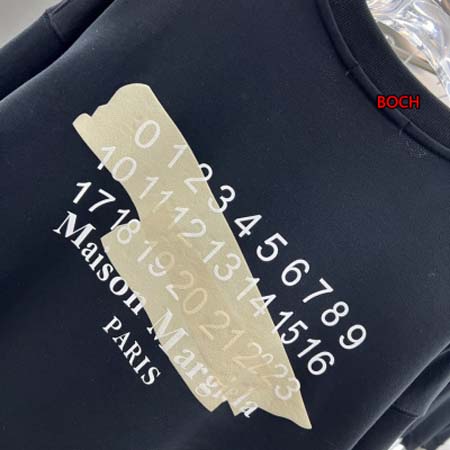 BOCH
0 1 2 3 4 5 6 7 8 9
10 11 12 13 14 15 16
17 18 19 20 21 22 23
Maison Margiela
PARIS